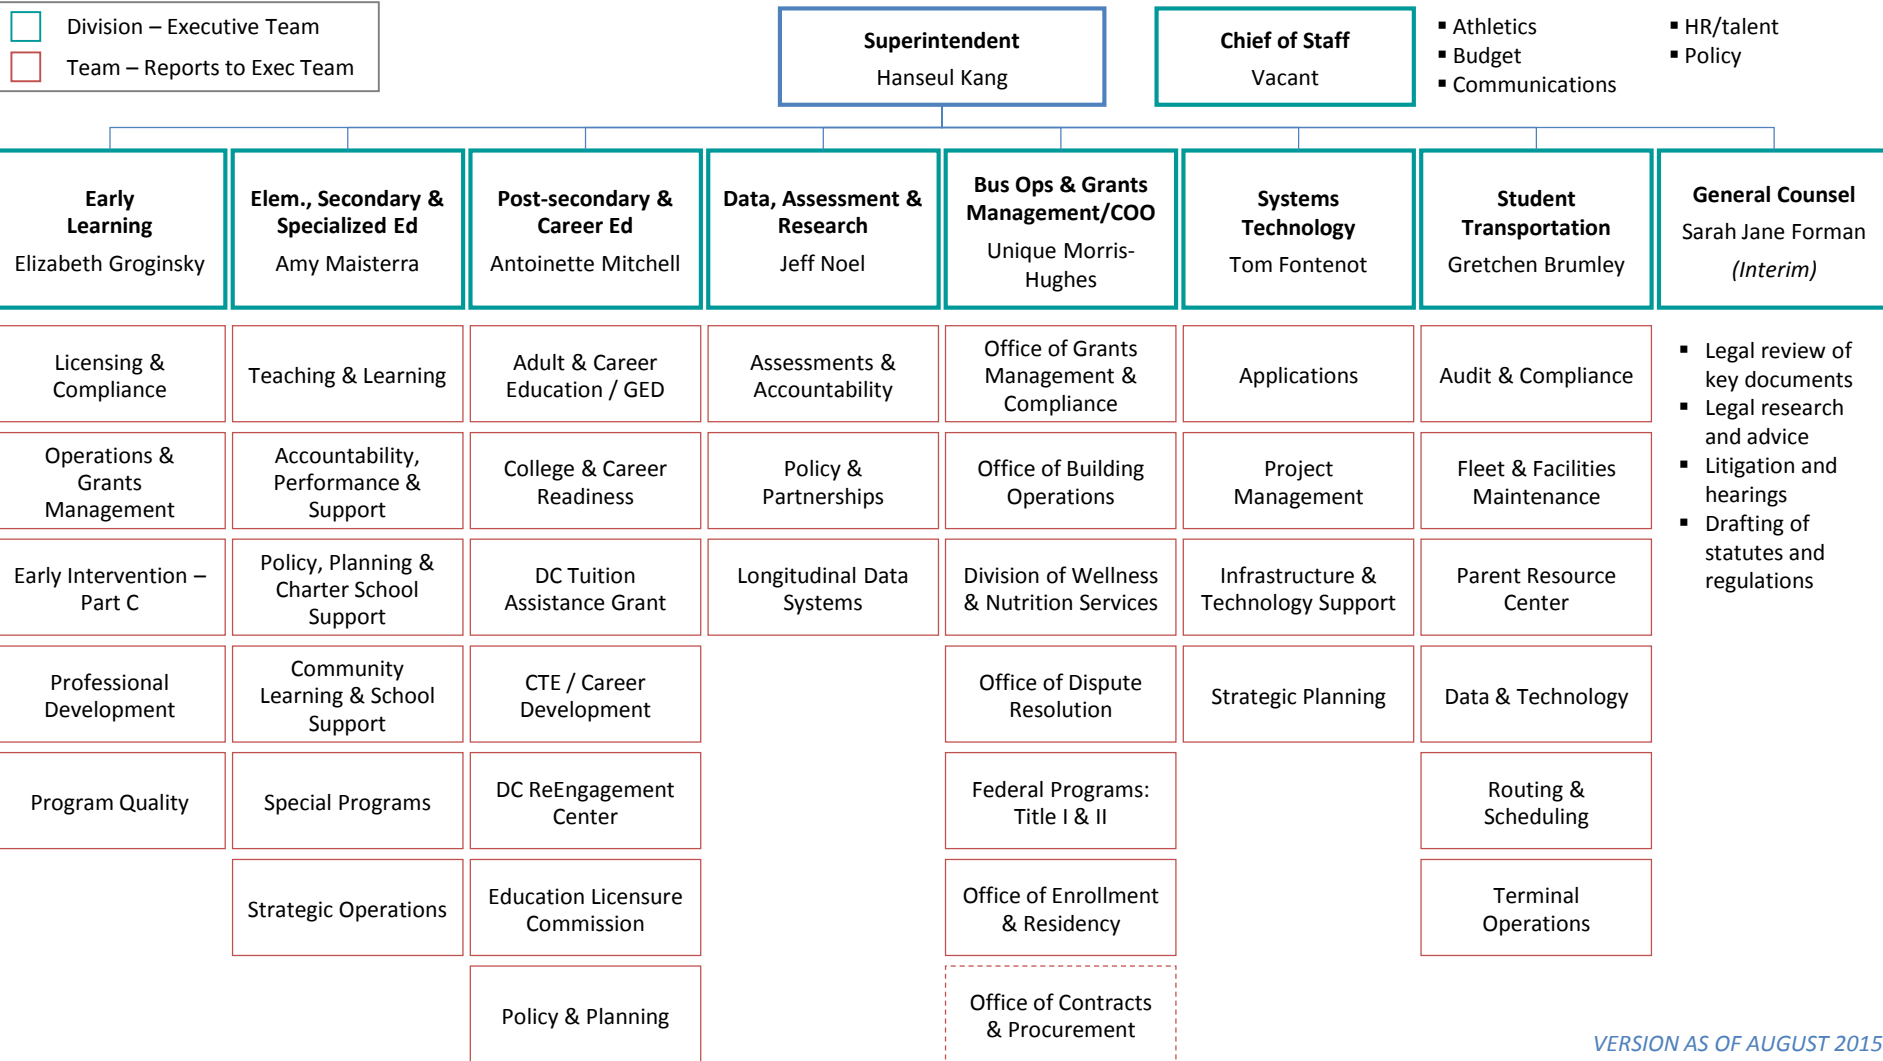 Division – Executive Team
Team – Reports to Exec Team
Superintendent
Hanseul Kang
Chief of Staff
Vacant
▪ Athletics
▪ Budget
▪ Communications
▪ HR/talent
▪ Policy
Early
Learning
Elizabeth Groginsky
Elem., Secondary &
Specialized Ed
Amy Maisterra
Post-secondary &
Career Ed
Antoinette Mitchell
Data, Assessment &
Research
Jeff Noel
Bus Ops & Grants
Management/COO
Unique Morris-
Hughes
Systems
Technology
Tom Fontenot
Student
Transportation
Gretchen Brumley
General Counsel
Sarah Jane Forman
(Interim)
Licensing &
Compliance
Operations &
Grants
Management
Early Intervention –
Part C
Professional
Development
Program Quality
Teaching & Learning
Accountability,
Performance &
Support
Policy, Planning &
Charter School
Support
Community
Learning & School
Support
Special Programs
Strategic Operations
Adult & Career
Education / GED
College & Career
Readiness
DC Tuition
Assistance Grant
CTE / Career
Development
DC ReEngagement
Center
Education Licensure
Commission
Policy & Planning
Assessments &
Accountability
Policy &
Partnerships
Longitudinal Data
Systems
Office of Grants
Management &
Compliance
Office of Building
Operations
Division of Wellness
& Nutrition Services
Office of Dispute
Resolution
Federal Programs:
Title I & II
Office of Enrollment
& Residency
Office of Contracts
& Procurement
Applications
Project
Management
Infrastructure &
Technology Support
Strategic Planning
Audit & Compliance
Fleet & Facilities
Maintenance
Parent Resource
Center
Data & Technology
Routing &
Scheduling
Terminal
Operations
▪ Legal review of
key documents
▪ Legal research
and advice
▪ Litigation and
hearings
▪ Drafting of
statutes and
regulations
VERSION AS OF AUGUST 2015